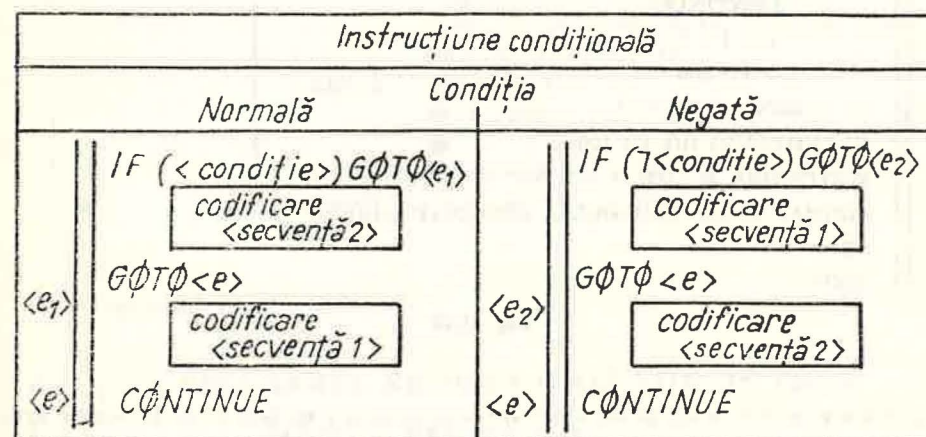 Instrucțiune condițională
Condiția
Normală
Negată
IF (<condiție>) GØTØ<e1>
codificare
<secvență 2>
GØTØ <e>
<e1>
codificare
<secvență 1>
<e> CØNTINUE
IF (⌉<condiție>) GØTØ<e2>
codificare
<secvență 1>
GØTØ <e>
<e2>
codificare
<secvență 2>
<e> CØNTINUE